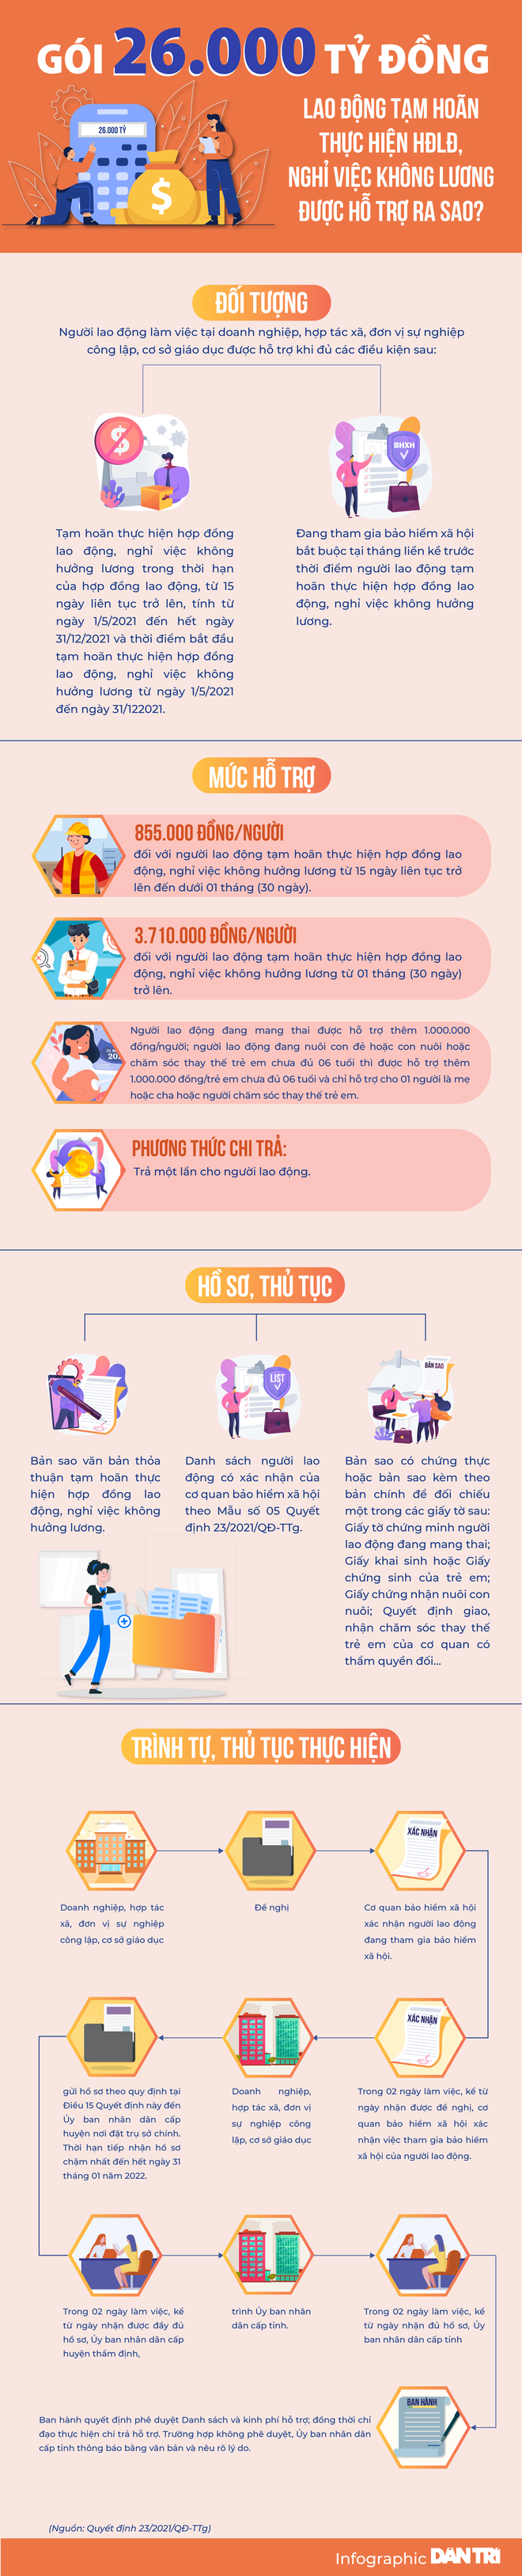 GÓI 26.000 TỶ ĐỒNG
26.000 TỶ
LAO ĐỘNG TẠM HOÃN
THỰC HIỆN HĐLĐ,
NGHỈ VIỆC KHÔNG LƯƠNG
ĐƯỢC HỖ TRỢ RA SAO?
ĐỐI TƯỢNG
Người lao động làm việc tại doanh nghiệp, hợp tác xã, đơn vị sự nghiệp
công lập, cơ sở giáo dục được hỗ trợ khi đủ các điều kiện sau:
BHXH
Tạm hoãn thực hiện hợp đồng
lao động, nghỉ việc không
hưởng lương trong thời hạn
của hợp đồng lao động, từ 15
ngày liên tục trở lên, tính từ
ngày 1/5/2021 đến hết ngày
31/12/2021 và thời điểm bắt đầu
tạm hoãn thực hiện hợp đồng
lao động, nghỉ việc không
hưởng lương từ ngày 1/5/2021
đến ngày 31/122021.
Đang tham gia bảo hiểm xã hội
bắt buộc tại tháng liền kề trước
thời điểm người lao động tạm
hoãn thực hiện hợp đồng lao
động, nghỉ việc không hưởng
lương.
MỨC HỖ TRỢ
855.000 ĐỒNG/NGƯỜI
đối với người lao động tạm hoãn thực hiện hợp đồng lao
động, nghỉ việc không hưởng lương từ 15 ngày liên tục trở
lên đến dưới 01 tháng (30 ngày).
3.710.000 ĐỒNG/NGƯỜI
đối với người lao động tạm hoãn thực hiện hợp đồng lao
động, nghỉ việc không hưởng lương từ 01 tháng (30 ngày)
trở lên.
Người lao động đang mang thai được hỗ trợ thêm 1.000.000
đồng/người; người lao động đang nuôi con đẻ hoặc con nuôi hoặc
chăm sóc thay thế trẻ em chưa đủ 06 tuổi thì được hỗ trợ thêm
1.000.000 đồng/trẻ em chưa đủ 06 tuổi và chỉ hỗ trợ cho 01 người là mẹ
hoặc cha hoặc người chăm sóc thay thế trẻ em.
PHƯƠNG THỨC CHI TRẢ:
Trả một lần cho người lao động.
HỒ SƠ, THỦ TỤC
LIST
BẢN SAO
Bản sao văn bản thỏa
thuận tạm hoãn thực
hiện hợp đồng lao
động, nghỉ việc không
hưởng lương.
Danh sách người lao
động có xác nhận của
cơ quan bảo hiểm xã hội
theo Mẫu số 05 Quyết
định 23/2021/QĐ-TTg.
Bản sao có chứng thực
hoặc bản sao kèm theo
bản chính để đối chiếu
một trong các giấy tờ sau:
Giấy tờ chứng minh người
lao động đang mang thai;
Giấy khai sinh hoặc Giấy
chứng sinh của trẻ em;
Giấy chứng nhận nuôi con
nuôi; Quyết định giao,
nhận chăm sóc thay thế
trẻ em của cơ quan có
thẩm quyền đối...
TRÌNH TỰ, THỦ TỤC THỰC HIỆN
XÁC NHẬN
Doanh nghiệp, hợp tác
xã, đơn vị sự nghiệp
công lập, cơ sở giáo dục
Đề nghị
Cơ quan bảo hiểm xã hội
xác nhận người lao động
đang tham gia bảo hiểm
xã hội.
XÁC NHẬN
Trong 02 ngày làm việc, kể từ
ngày nhận được đề nghị, cơ
quan bảo hiểm xã hội xác
nhận việc tham gia bảo hiểm
xã hội của người lao động.
Doanh nghiệp,
hợp tác xã, đơn vị
sự nghiệp công
lập, cơ sở giáo dục
gửi hồ sơ theo quy định tại
Điều 15 Quyết định này đến
Ủy ban nhân dân cấp
huyện nơi đặt trụ sở chính.
Thời hạn tiếp nhận hồ sơ
chậm nhất đến hết ngày 31
tháng 01 năm 2022.
Trong 02 ngày làm việc, kể
từ ngày nhận được đầy đủ
hồ sơ, Ủy ban nhân dân cấp
huyện thẩm định,
trình Ủy ban nhân
dân cấp tỉnh.
Trong 02 ngày làm việc, kể
từ ngày nhận đủ hồ sơ, Ủy
ban nhân dân cấp tỉnh
BAN HÀNH
Ban hành quyết định phê duyệt Danh sách và kinh phí hỗ trợ; đồng thời chỉ
đạo thực hiện chi trả hỗ trợ. Trường hợp không phê duyệt, Ủy ban nhân dân
cấp tỉnh thông báo bằng văn bản và nêu rõ lý do.
(Nguồn: Quyết định 23/2021/QĐ-TTg)
Infographic DÂN TRÍ